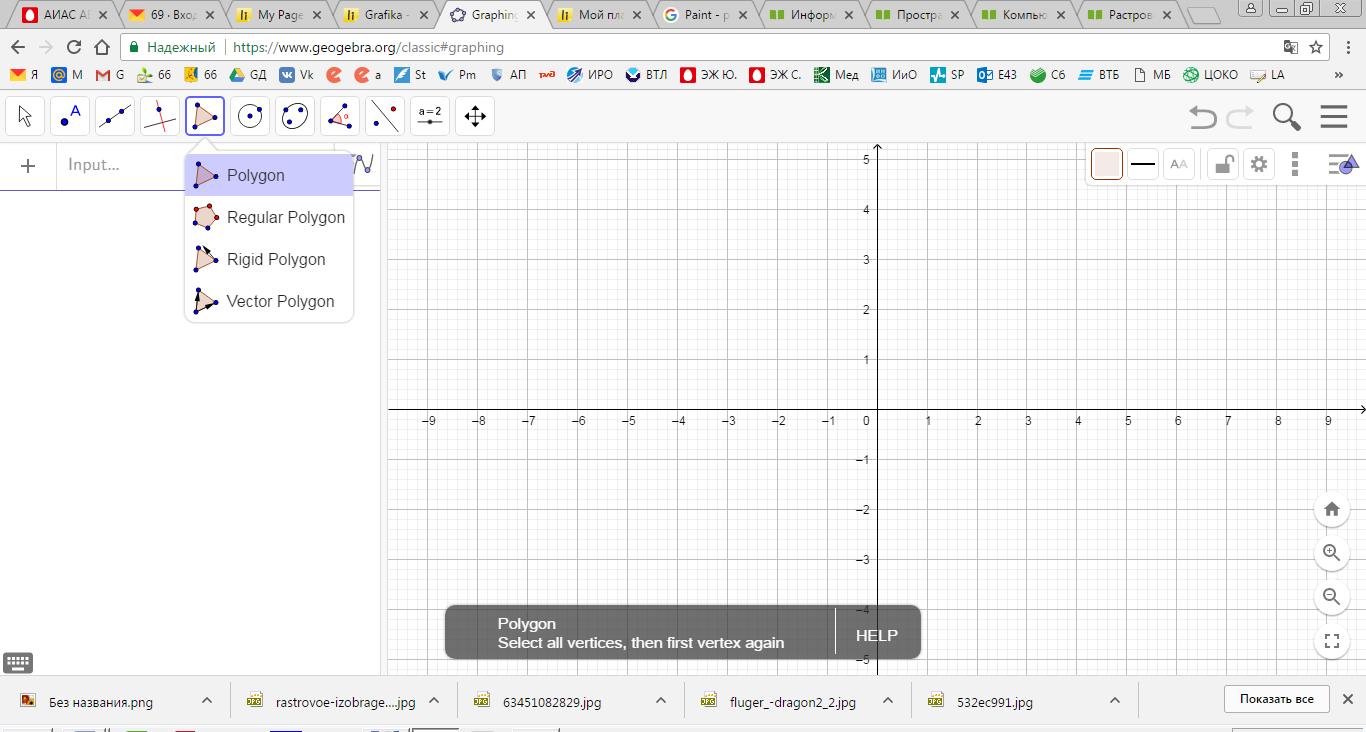 АИАС АІ
69 · Вход
My Page
Grafika -
Graphing
Мой пла
Paint - р
Информ
Простра
Компью
Растров
Надежный https://www.geogebra.org/classic#graphing
Я М G 66 66 GД Vk a St Pm АП ИРО ВТЛ ЭЖ Ю. ЭЖ С. Мед ИиО SP E43 С6 ВТБ МБ ЦОКО LA »
A
α
a = 2
Input...
AA
Polygon
Regular Polygon
Rigid Polygon
Vector Polygon
5
4
3
2
1
–9 –8 –7 –6 –5 –4 –3 –2 –1 0 1 2 3 4 5 6 7 8 9
–1
–2
–3
–4
–5
Polygon
Select all vertices, then first vertex again
HELP
Без названия.png
rastrovoe-izobrage....jpg
63451082829.jpg
fluger_-dragon2_2.jpg
532ec991.jpg
Показать все